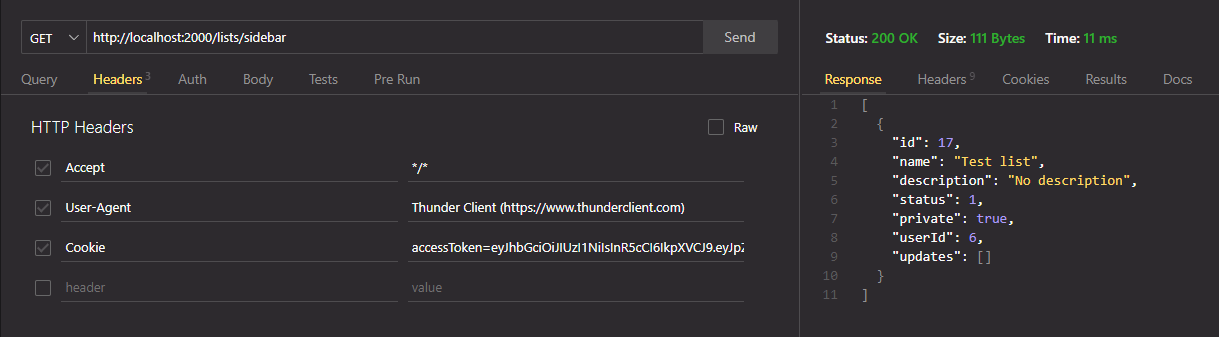 GET http://localhost:2000/lists/sidebar Send
Query Headers 3 Auth Body Tests Pre Run
HTTP Headers Raw
Accept */*
User-Agent Thunder Client (https://www.thunderclient.com)
Cookie accessToken=eyJhbGciOiJIUzI1NiIsInR5cCI6IkpXVCJ9.eyJpZ
header value
Status: 200 OK Size: 111 Bytes Time: 11 ms
Response Headers 9 Cookies Results Docs
1 [
2 {
3 "id": 17,
4 "name": "Test list",
5 "description": "No description",
6 "status": 1,
7 "private": true,
8 "userId": 6,
9 "updates": []
10 }
11 ]